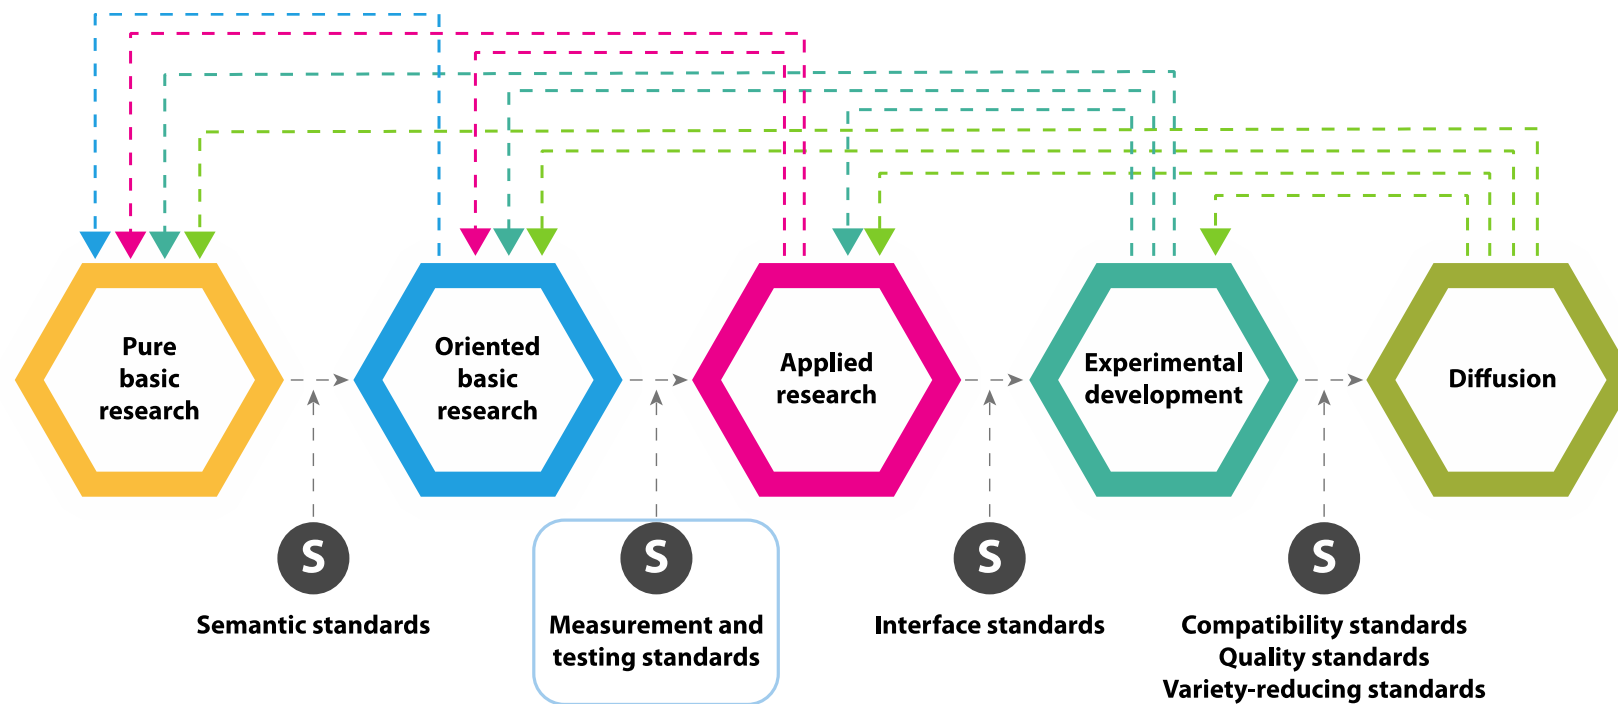 Pure
basic
research
Oriented
basic
research
Applied
research
Experimental
development
Diffusion
S
S
S
S
Semantic standards
Measurement and
testing standards
Interface standards
Compatibility standards
Quality standards
Variety-reducing standards